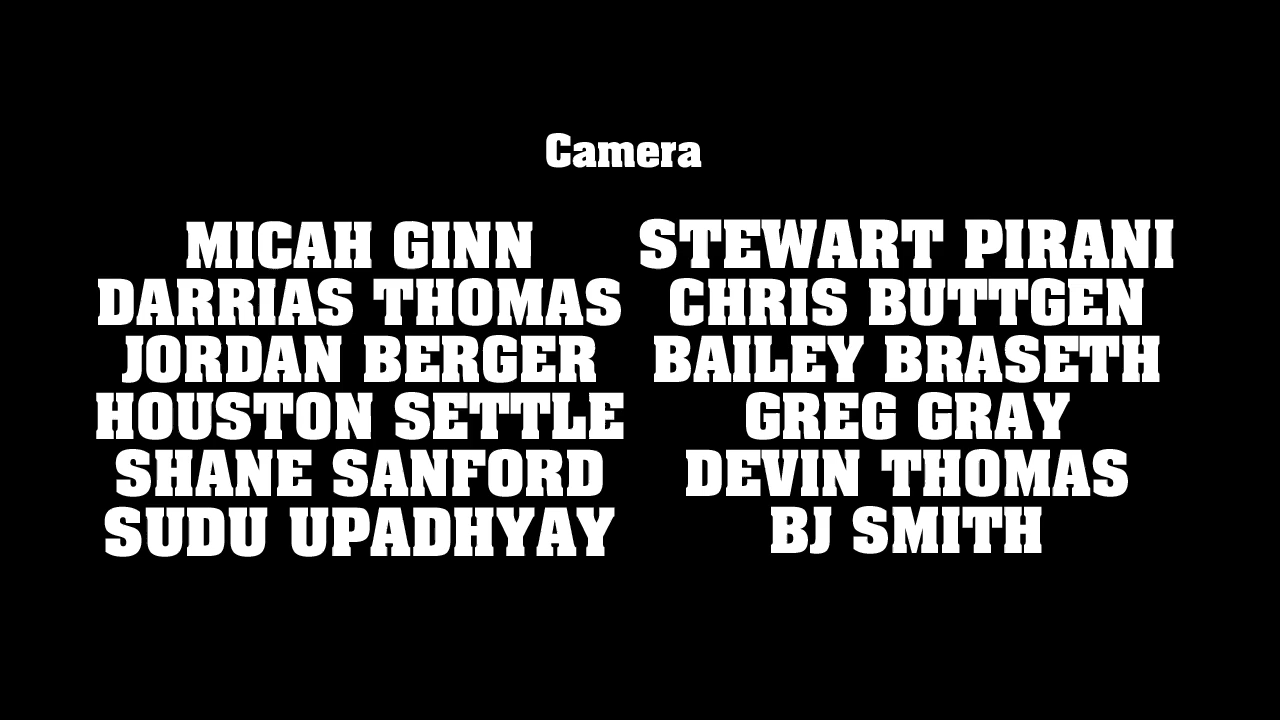 Camera
MICAH GINN
DARRIAS THOMAS
JORDAN BERGER
HOUSTON SETTLE
SHANE SANFORD
SUDU UPADHYAY
STEWART PIRANI
CHRIS BUTTGEN
BAILEY BRASETH
GREG GRAY
DEVIN THOMAS
BJ SMITH